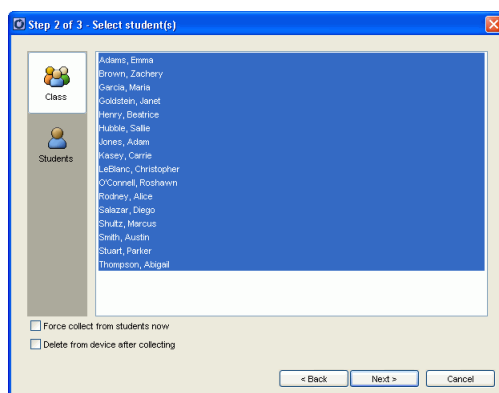 Step 2 of 3 - Select student(s)
Class
Students
Adams, Emma
Brown, Zachery
Garcia, Maria
Goldstein, Janet
Henry, Beatrice
Hubble, Sallie
Jones, Adam
Kasey, Carrie
LeBlanc, Christopher
O'Connell, Roshawn
Rodney, Alice
Salazar, Diego
Shultz, Marcus
Smith, Austin
Stuart, Parker
Thompson, Abigail
Force collect from students now
Delete from device after collecting
< Back Next > Cancel